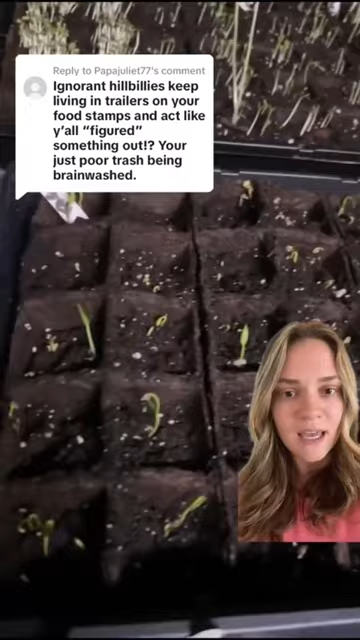 Reply to Papajuliet77's comment
Ignorant hillbillies keep
living in trailers on your
food stamps and act like
y'all “figured”
something out!? Your
just poor trash being
brainwashed.